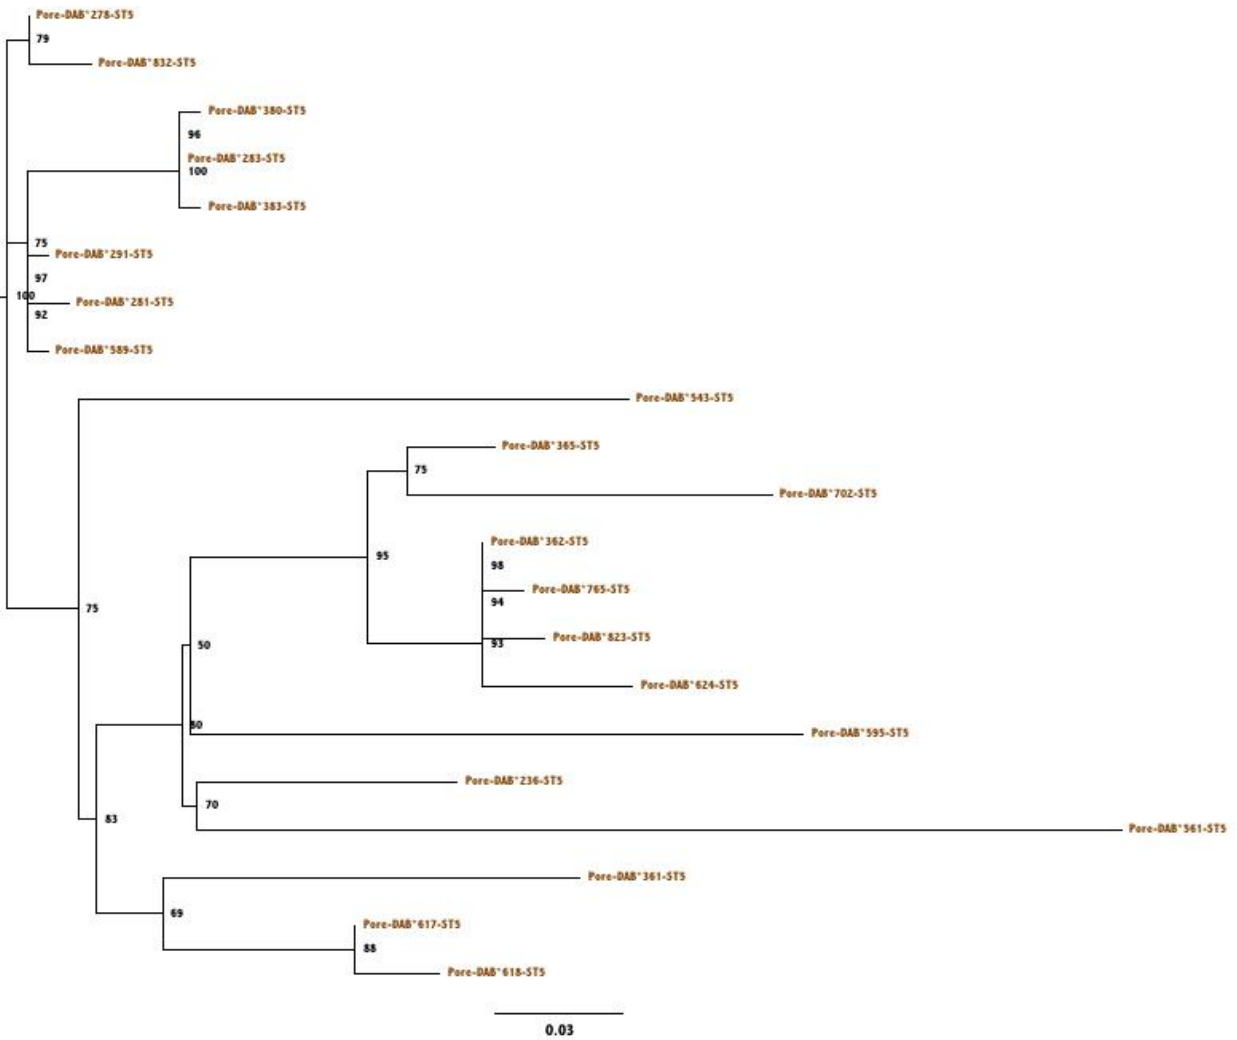 Pore-DAB*278-ST5
79
Pore-DAB*832-ST5
Pore-DAB*380-ST5
96
Pore-DAB*283-ST5
100
Pore-DAB*383-ST5
75
Pore-DAB*291-ST5
97
100
Pore-DAB*281-ST5
92
Pore-DAB*589-ST5
Pore-DAB*543-ST5
Pore-DAB*365-ST5
75
Pore-DAB*702-ST5
Pore-DAB*362-ST5
95
98
Pore-DAB*765-ST5
94
75
Pore-DAB*823-ST5
93
50
Pore-DAB*624-ST5
80
Pore-DAB*595-ST5
Pore-DAB*236-ST5
70
83
Pore-DAB*561-ST5
Pore-DAB*361-ST5
69
Pore-DAB*617-ST5
88
Pore-DAB*618-ST5
0.03